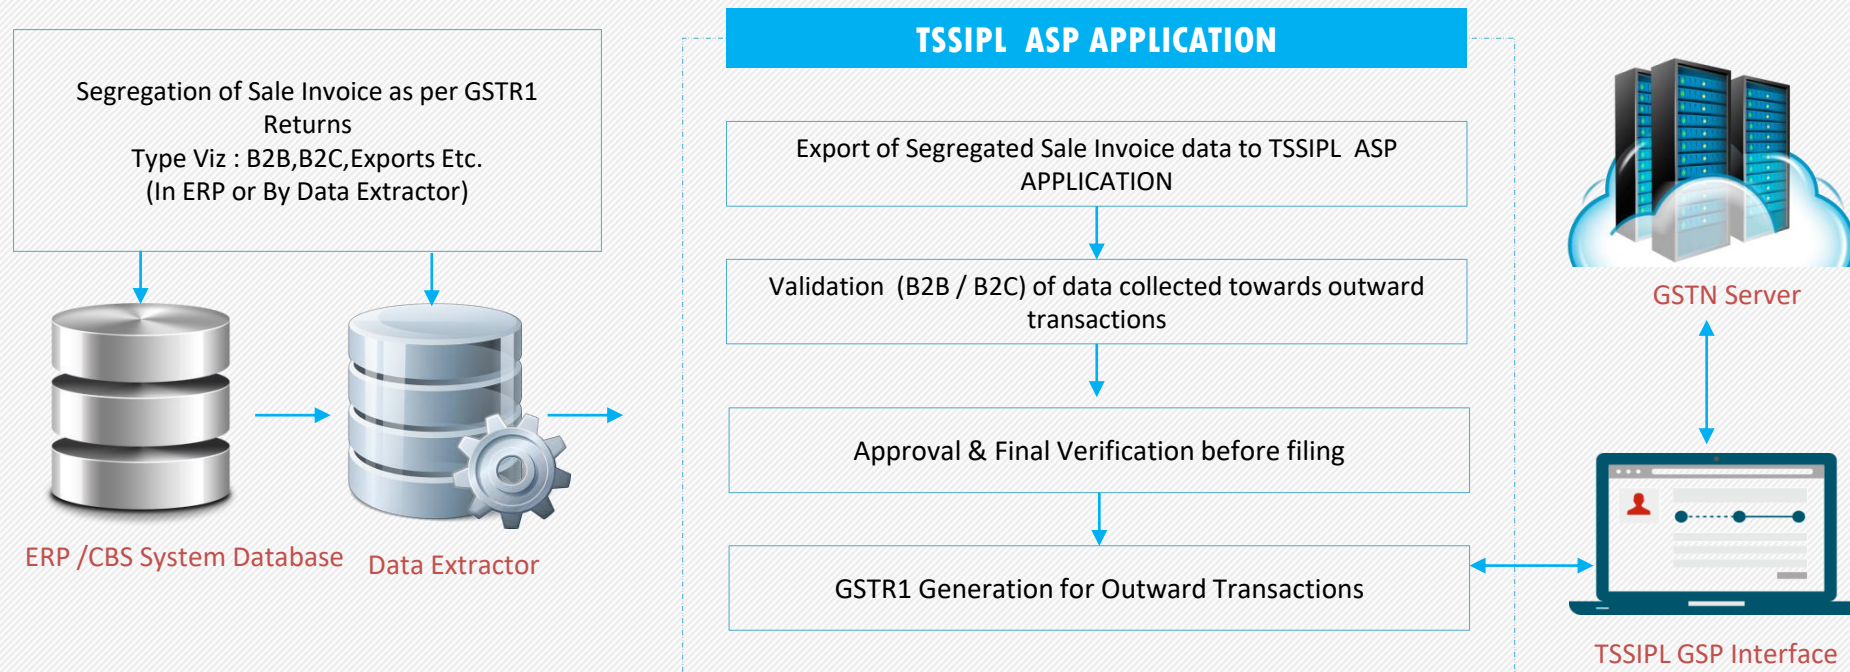 Segregation of Sale Invoice as per GSTR1
Returns
Type Viz : B2B,B2C,Exports Etc.
(In ERP or By Data Extractor)
ERP /CBS System Database
Data Extractor
TSSIPL ASP APPLICATION
Export of Segregated Sale Invoice data to TSSIPL ASP
APPLICATION
Validation (B2B / B2C) of data collected towards outward
transactions
Approval & Final Verification before filing
GSTR1 Generation for Outward Transactions
GSTN Server
TSSIPL GSP Interface